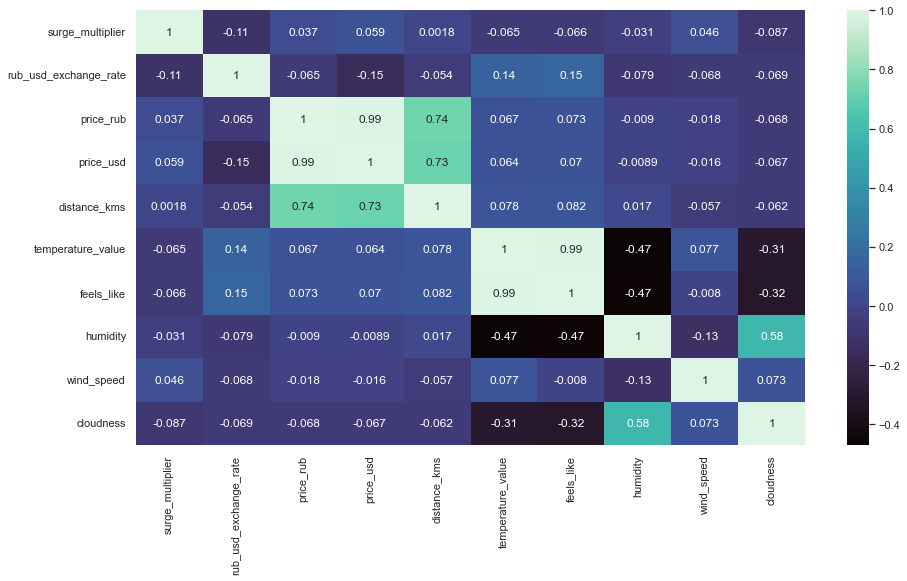 surge_multiplier 1 -0.11 0.037 0.059 0.0018 -0.065 -0.066 -0.031 0.046 -0.087
rub_usd_exchange_rate -0.11 1 -0.065 -0.15 -0.054 0.14 0.15 -0.079 -0.068 -0.069
price_rub 0.037 -0.065 1 0.99 0.74 0.067 0.073 -0.009 -0.018 -0.068
price_usd 0.059 -0.15 0.99 1 0.73 0.064 0.07 -0.0089 -0.016 -0.067
distance_kms 0.0018 -0.054 0.74 0.73 1 0.078 0.082 0.017 -0.057 -0.062
temperature_value -0.065 0.14 0.067 0.064 0.078 1 0.99 -0.47 0.077 -0.31
feels_like -0.066 0.15 0.073 0.07 0.082 0.99 1 -0.47 -0.008 -0.32
humidity -0.031 -0.079 -0.009 -0.0089 0.017 -0.47 -0.47 1 -0.13 0.58
wind_speed 0.046 -0.068 -0.018 -0.016 -0.057 0.077 -0.008 -0.13 1 0.073
cloudness -0.087 -0.069 -0.068 -0.067 -0.062 -0.31 -0.32 0.58 0.073 1
surge_multiplier
rub_usd_exchange_rate
price_rub
price_usd
distance_kms
temperature_value
feels_like
humidity
wind_speed
cloudness
1.0
0.8
0.6
0.4
0.2
0.0
−0.2
−0.4